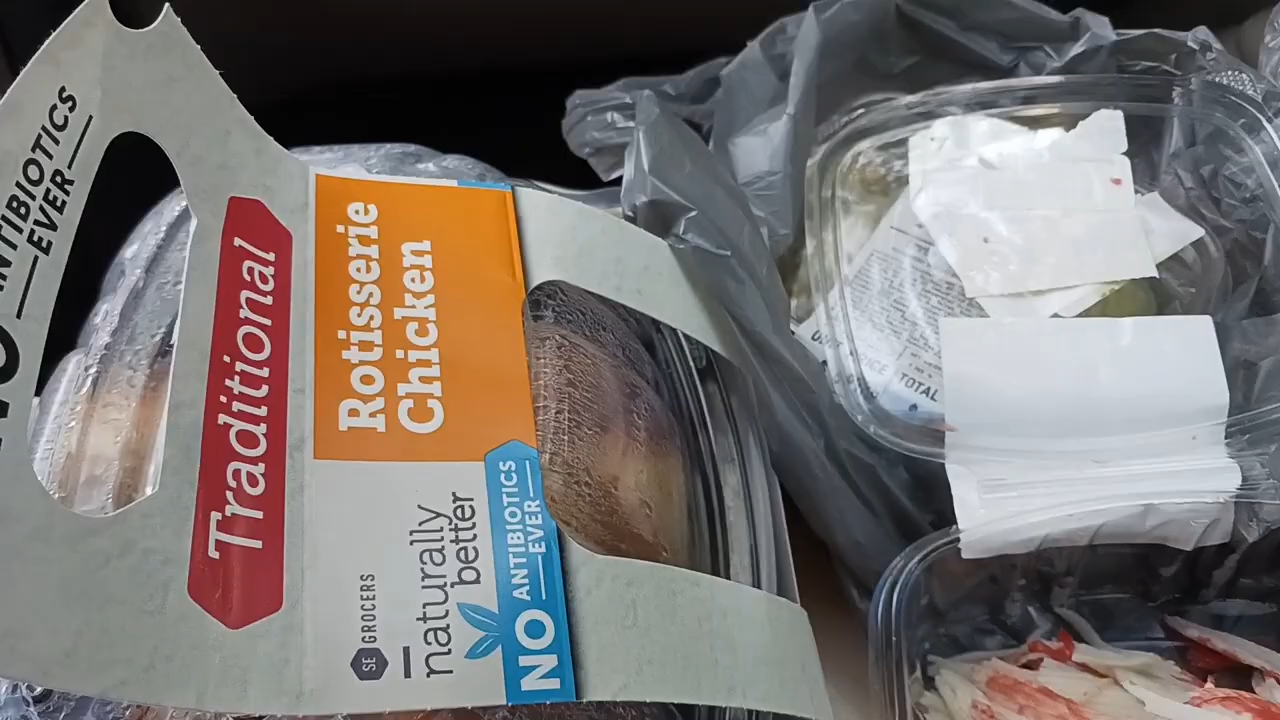 NO
ANTIBIOTICS
EVER
Traditional
Rotisserie
Chicken
SE GROCERS
naturally
better
NO
ANTIBIOTICS
EVER
TOTAL